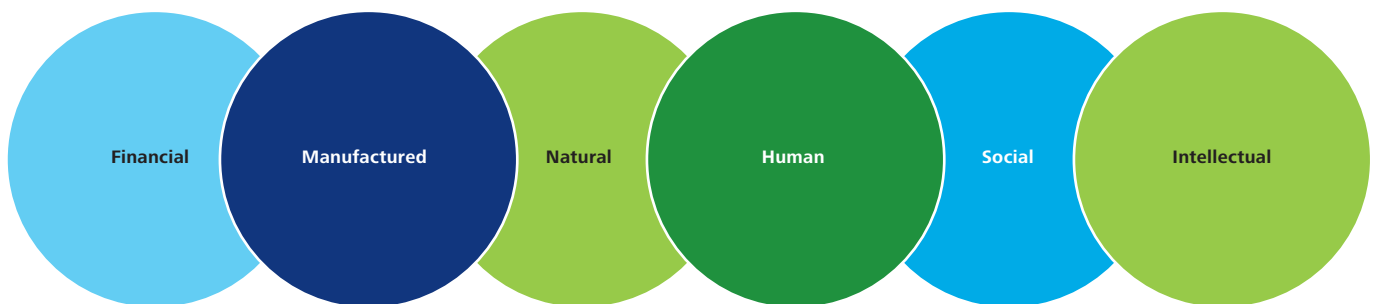 Financial
Manufactured
Natural
Human
Social
Intellectual